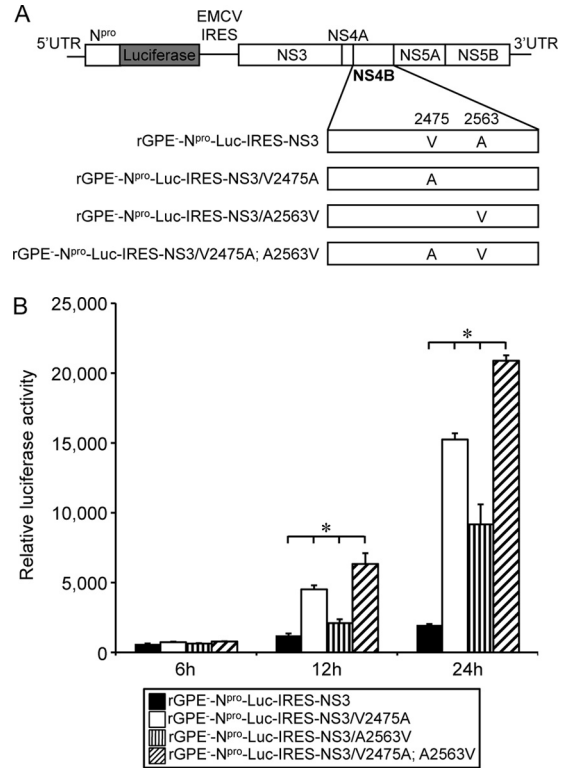 A
5'UTR
Npro
Luciferase
EMCV
IRES
NS3
NS4A
NS4B
NS5A
NS5B
3'UTR
2475 2563
rGPE--Npro-Luc-IRES-NS3 V A
rGPE--Npro-Luc-IRES-NS3/V2475A A
rGPE--Npro-Luc-IRES-NS3/A2563V V
rGPE--Npro-Luc-IRES-NS3/V2475A; A2563V A V
B
Relative luciferase activity
25,000
20,000
15,000
10,000
5,000
0
*
*
6h 12h 24h
rGPE--Npro-Luc-IRES-NS3
rGPE--Npro-Luc-IRES-NS3/V2475A
rGPE--Npro-Luc-IRES-NS3/A2563V
rGPE--Npro-Luc-IRES-NS3/V2475A; A2563V